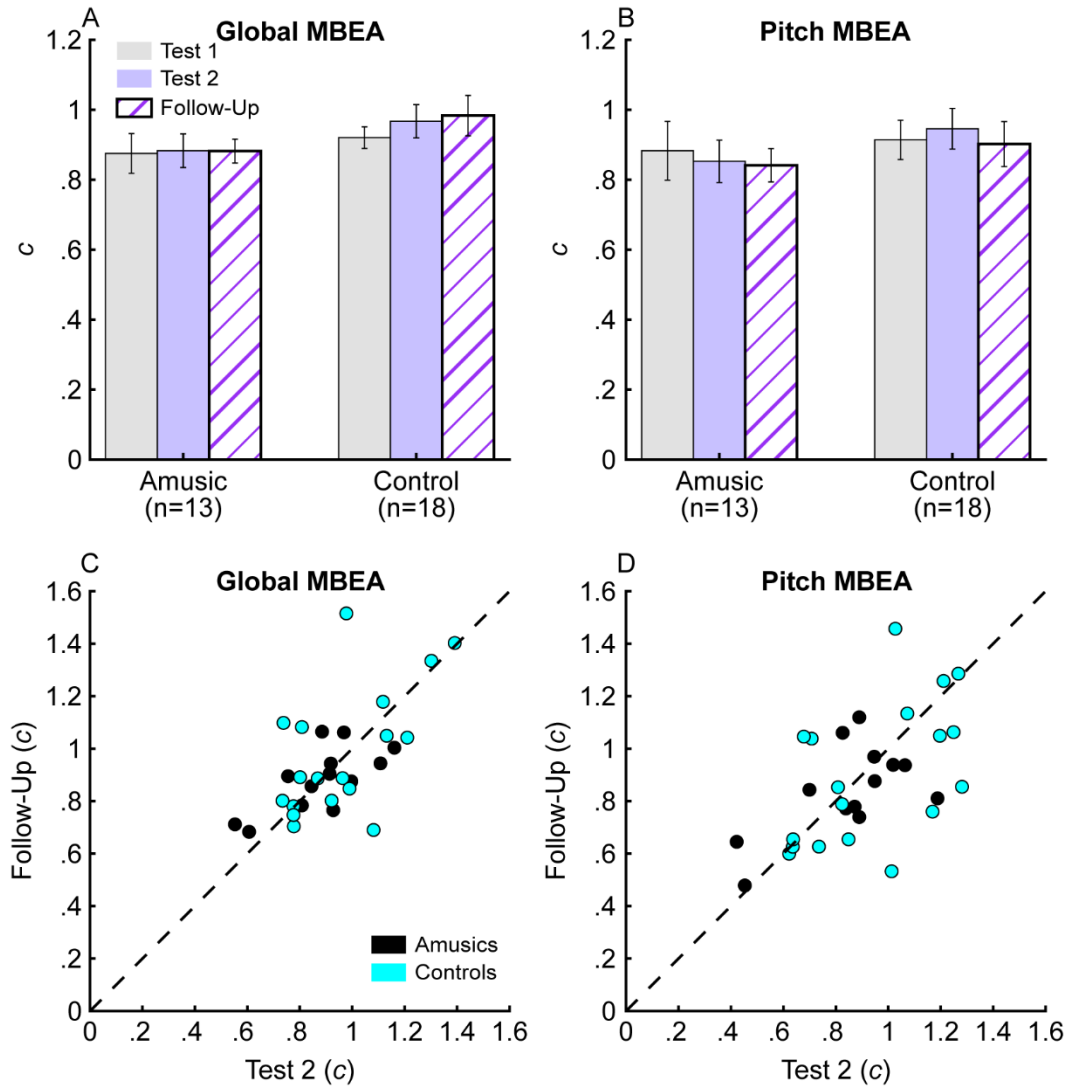 A
Global MBEA
1.2
1
.8
.6
.4
.2
0
c
Test 1
Test 2
Follow-Up
Amusic
(n=13)
Control
(n=18)
B
Pitch MBEA
1.2
1
.8
.6
.4
.2
0
c
Amusic
(n=13)
Control
(n=18)
C
Global MBEA
1.6
1.4
1.2
1
.8
.6
.4
.2
0
Follow-Up (c)
Amusics
Controls
0 .2 .4 .6 .8 1 1.2 1.4 1.6
Test 2 (c)
D
Pitch MBEA
1.6
1.4
1.2
1
.8
.6
.4
.2
0
Follow-Up (c)
0 .2 .4 .6 .8 1 1.2 1.4 1.6
Test 2 (c)